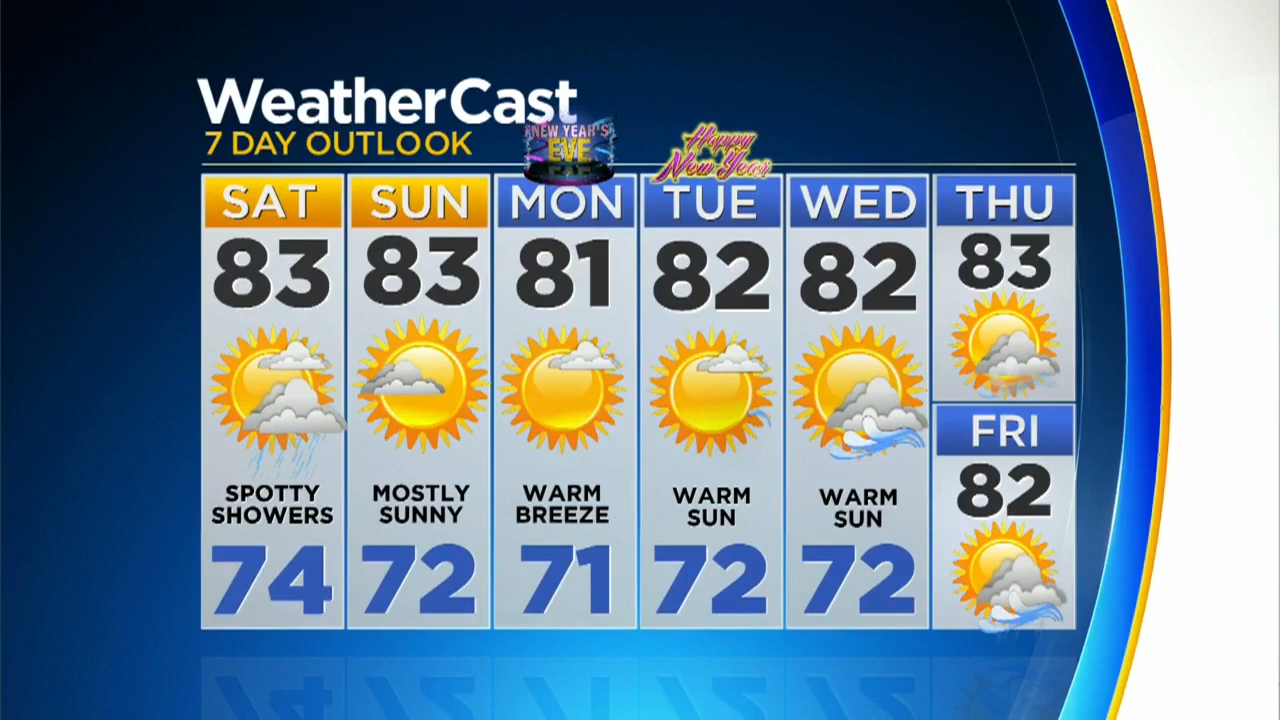 WeatherCast
7 DAY OUTLOOK
NEW YEAR'S
EVE
Happy
New Year
SAT
83
SPOTTY
SHOWERS
74
SUN
83
MOSTLY
SUNNY
72
MON
81
WARM
BREEZE
71
TUE
82
WARM
SUN
72
WED
82
WARM
SUN
72
THU
83
FRI
82